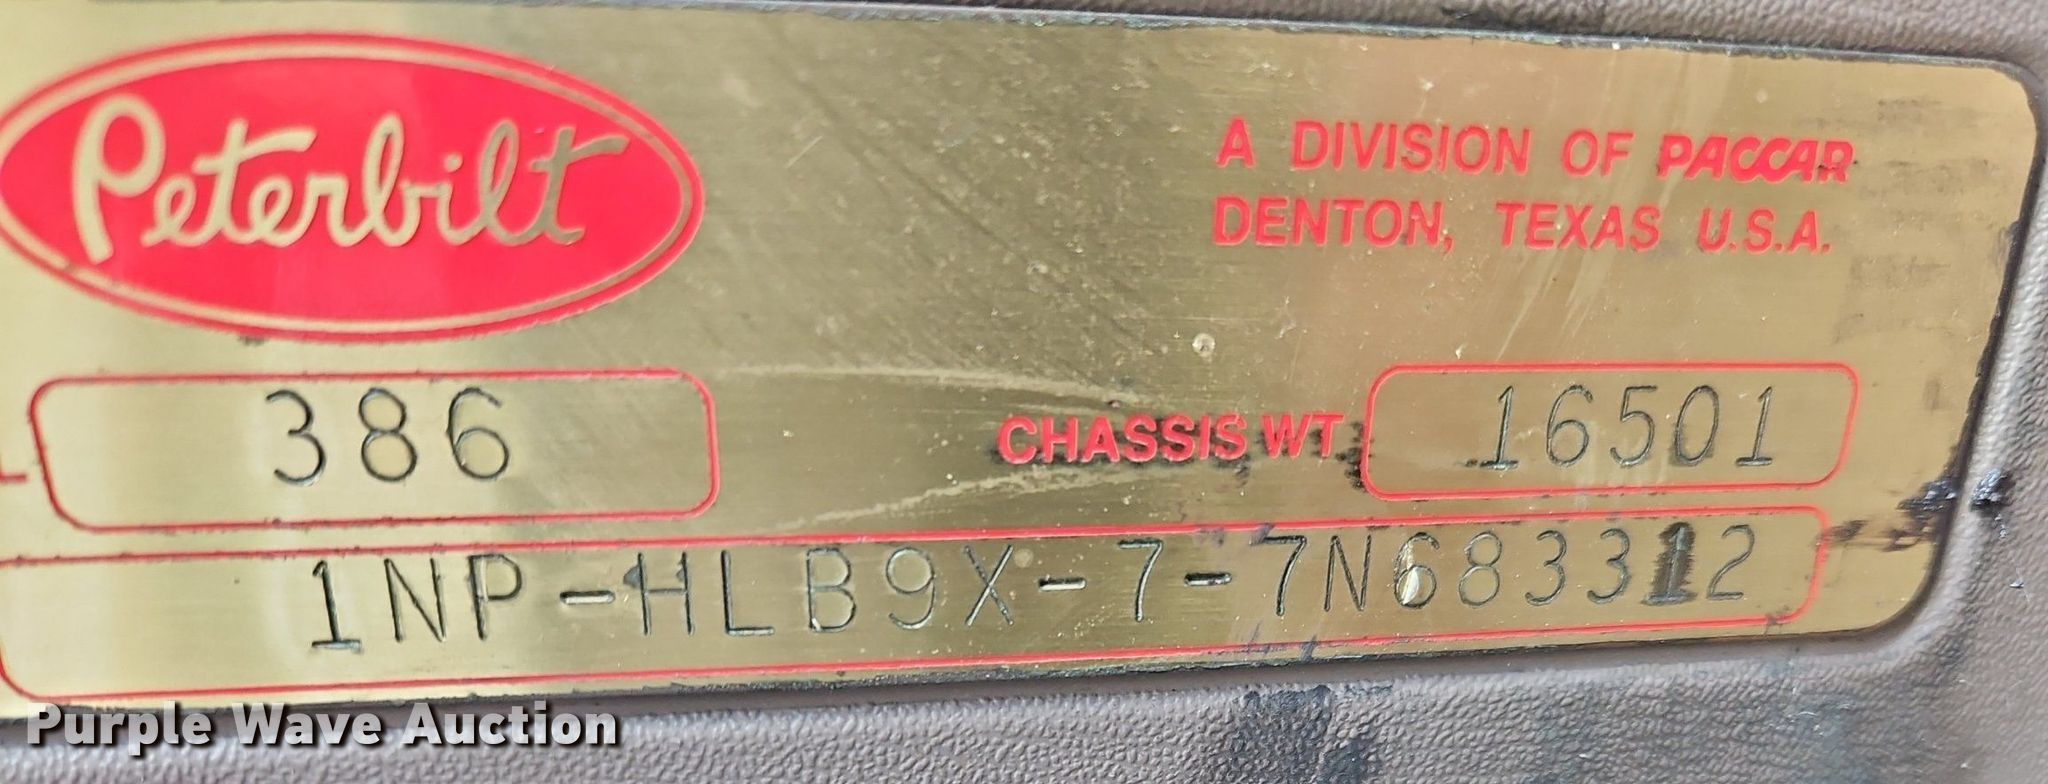 Peterbilt
A DIVISION OF PACCAR
DENTON, TEXAS U.S.A.
386
CHASSIS WT 16501
1NP-HLB9X-7-7N683312
Purple Wave Auction